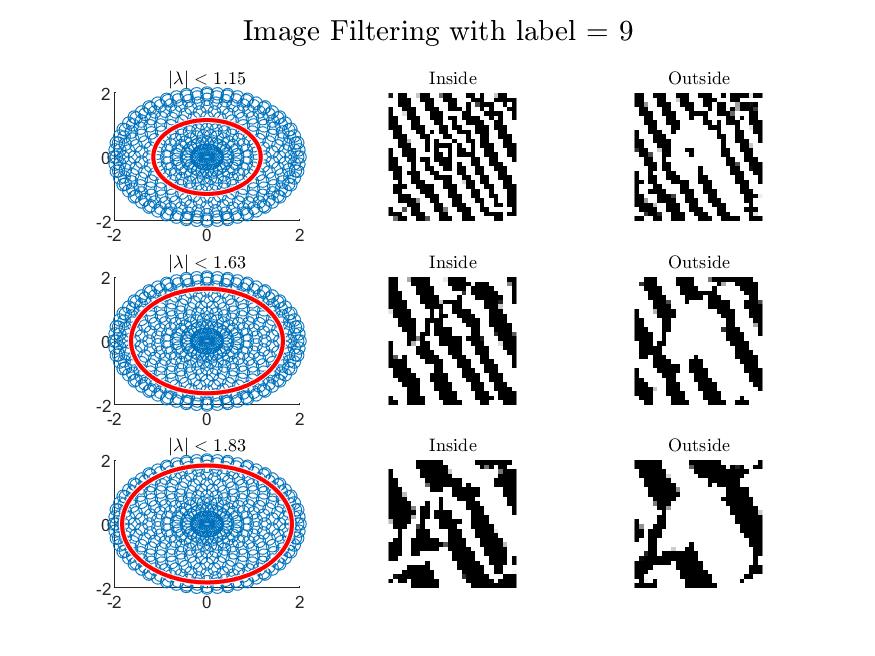 Image Filtering with label = 9
|λ| < 1.15
Inside
Outside
2
0
-2
-2
0
2
|λ| < 1.63
Inside
Outside
2
0
-2
-2
0
2
|λ| < 1.83
Inside
Outside
2
0
-2
-2
0
2